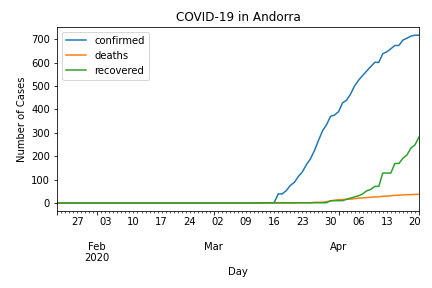 COVID-19 in Andorra
confirmed
deaths
recovered
Number of Cases
700
600
500
400
300
200
100
0
27 03 10 17 24 02 09 16 23 30 06 13 20
Feb Mar Apr
2020
Day